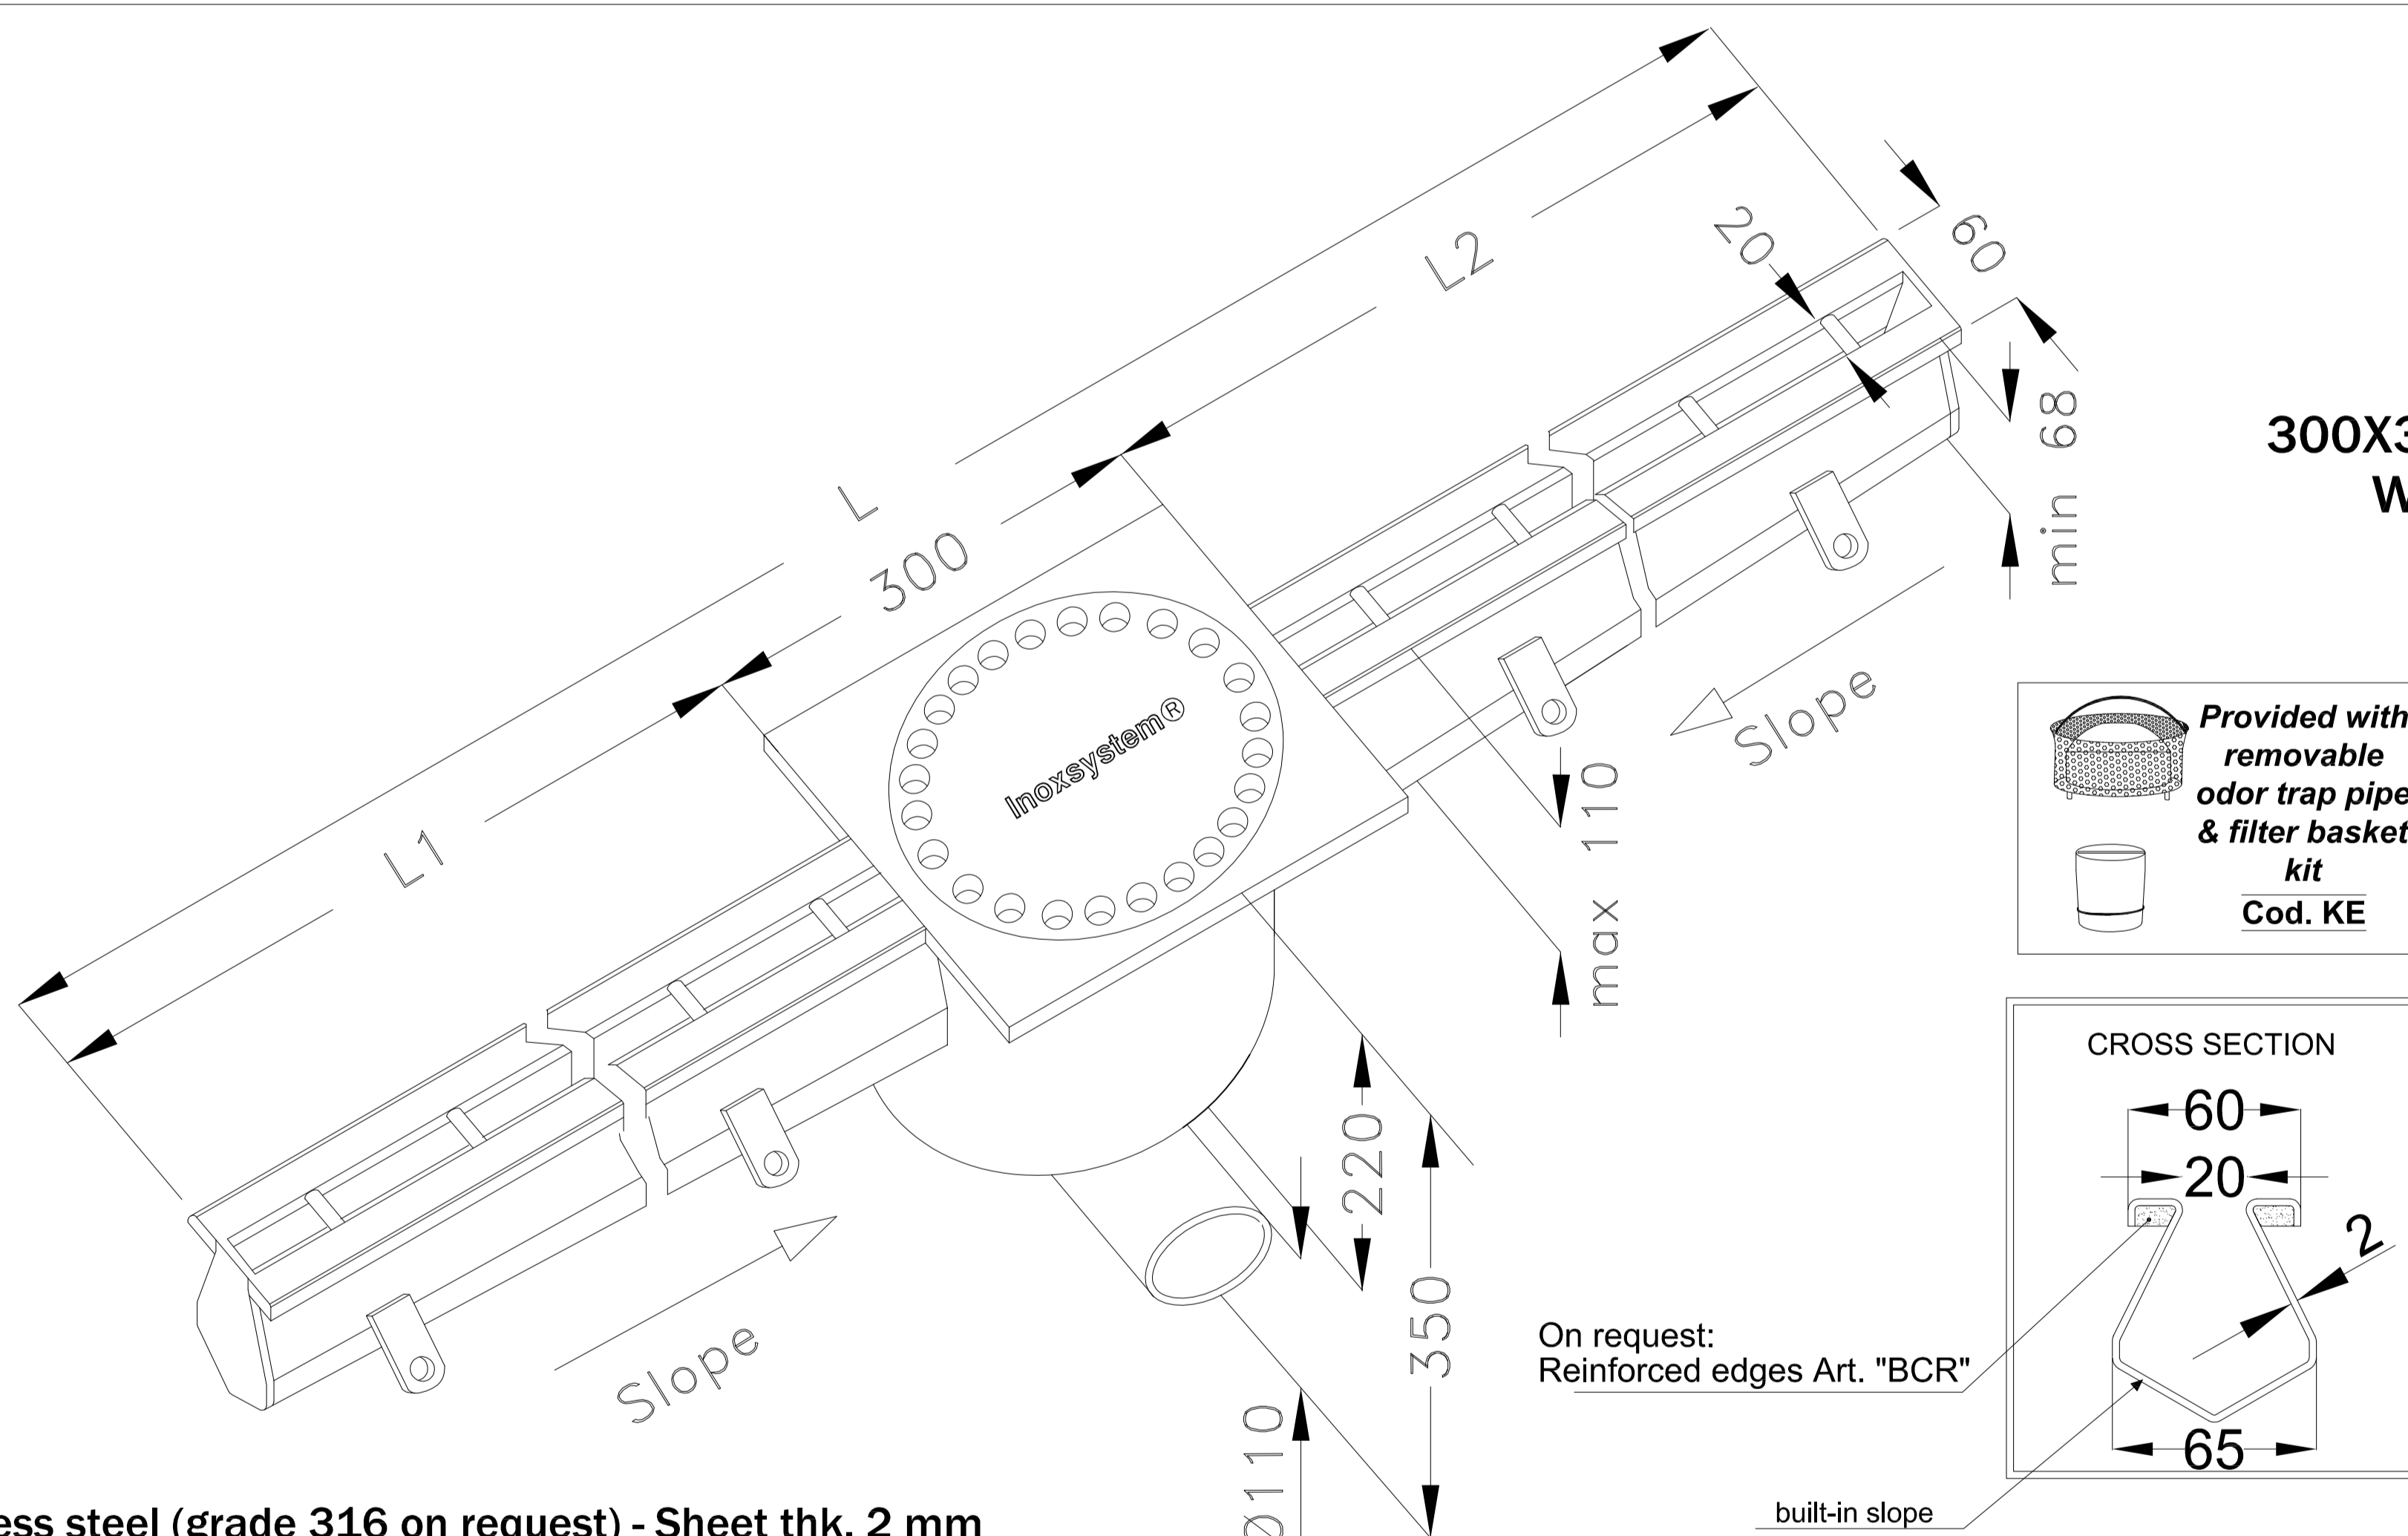 L2
20
60
L
300
min 68
300X3
W
Slope
Inoxsystem®
max 110
L1
Provided with
removable
odor trap pipe
& filter basket
kit
Cod. KE
CROSS SECTION
60
20
2
65
220
350
Ø110
Slope
On request:
Reinforced edges Art. "BCR"
built-in slope
ess steel (grade 316 on request) - Sheet thk. 2 mm